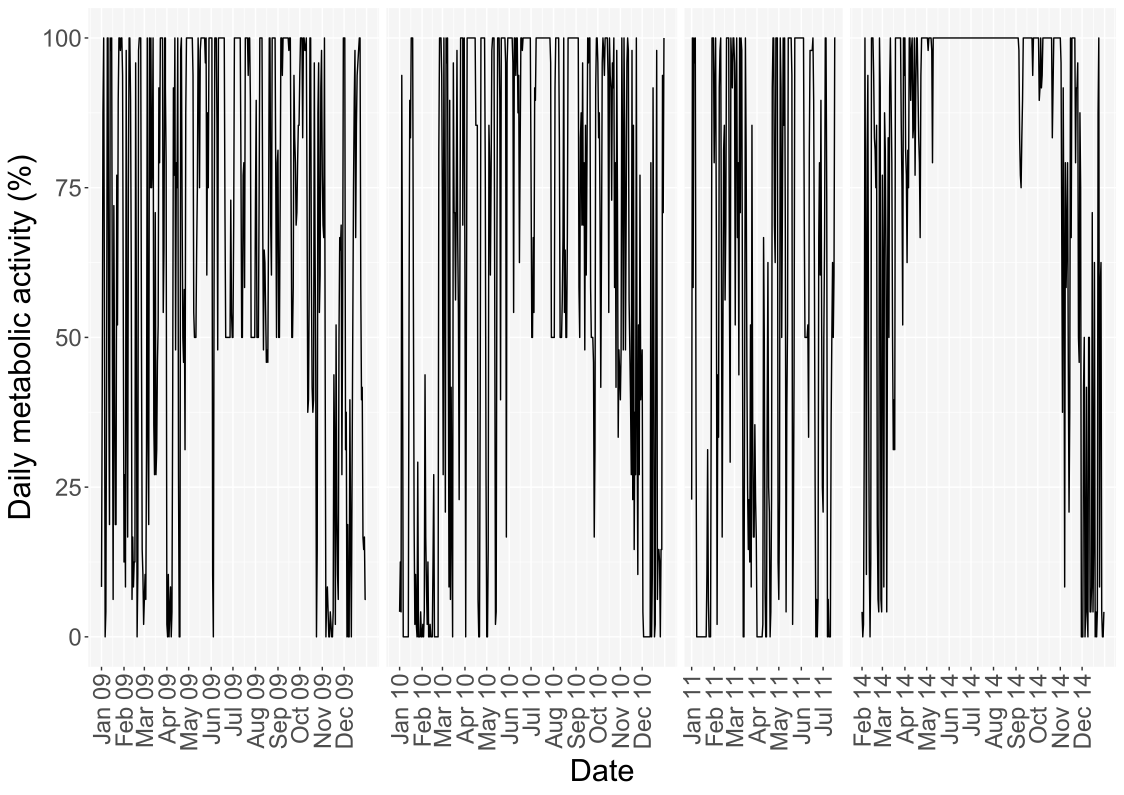 Daily metabolic activity (%)
100
75
50
25
0
Jan 09
Feb 09
Mar 09
Apr 09
May 09
Jun 09
Jul 09
Aug 09
Sep 09
Oct 09
Nov 09
Dec 09
Jan 10
Feb 10
Mar 10
Apr 10
May 10
Jun 10
Jul 10
Aug 10
Sep 10
Oct 10
Nov 10
Dec 10
Jan 11
Feb 11
Mar 11
Apr 11
May 11
Jun 11
Jul 11
Feb 14
Mar 14
Apr 14
May 14
Jun 14
Jul 14
Aug 14
Sep 14
Oct 14
Nov 14
Dec 14
Date